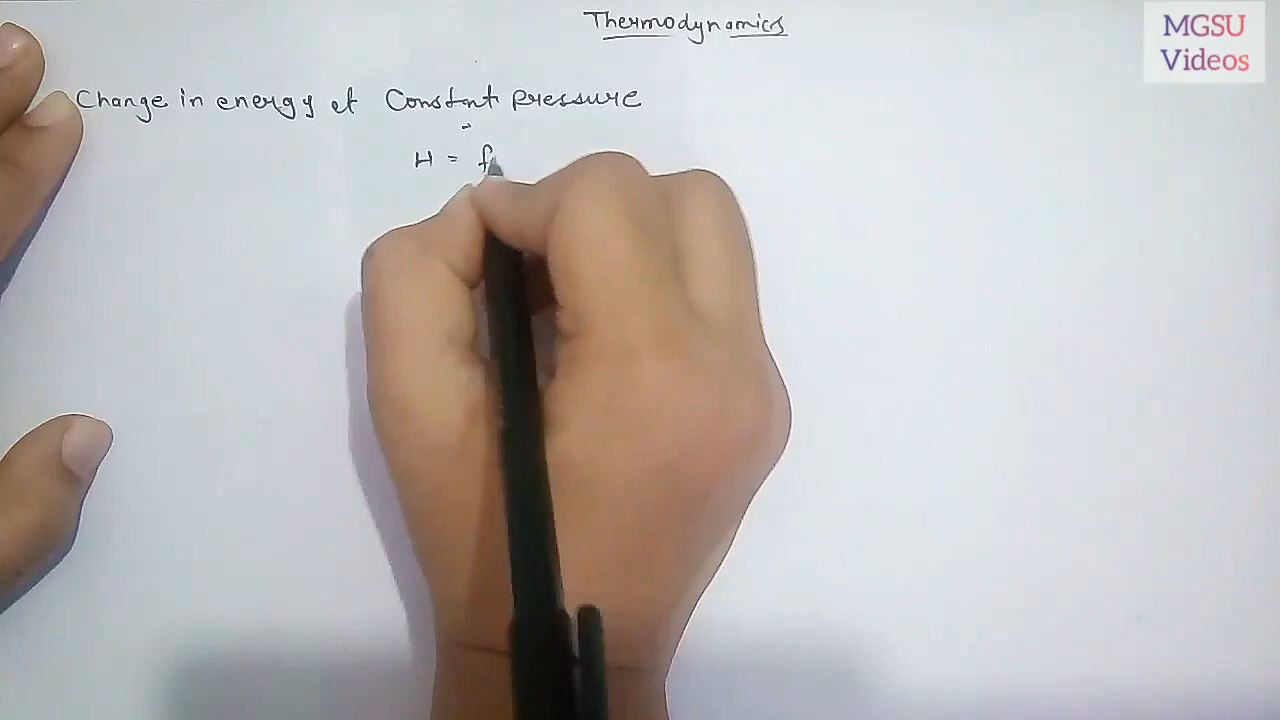 Thermodynamics
MGSU
Videos
Change in energy at Constant pressure
H = f